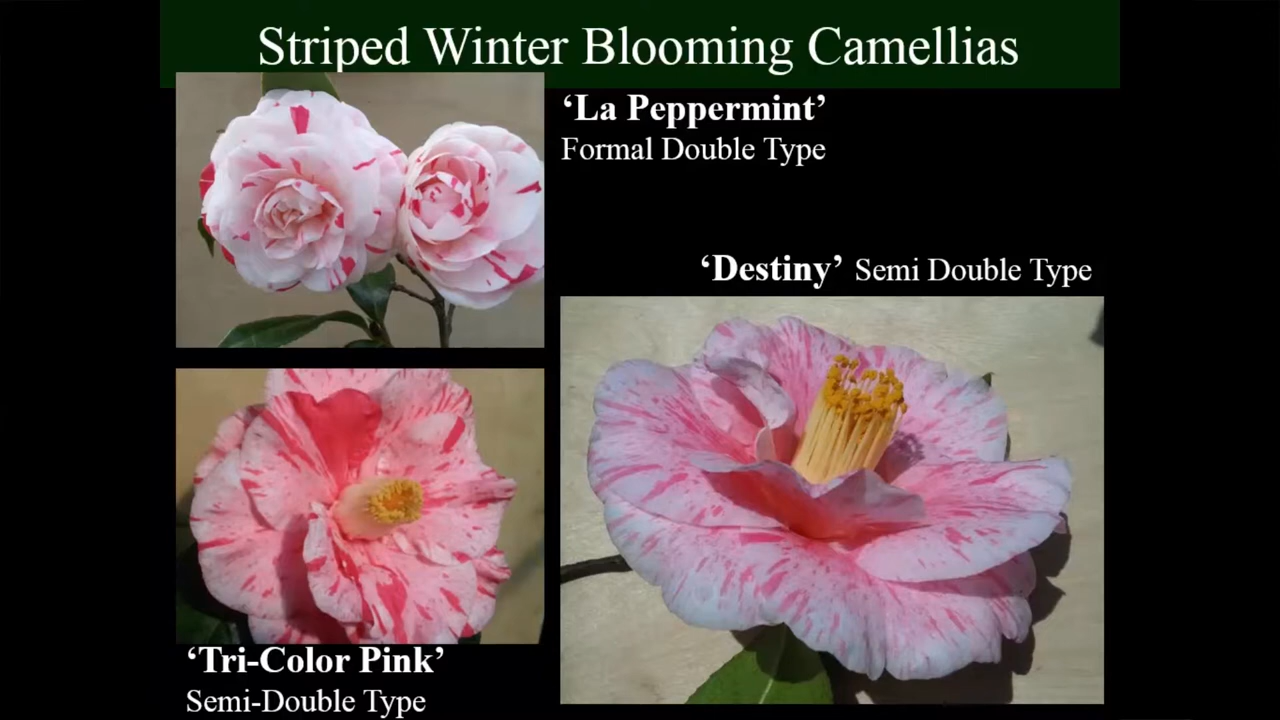 Striped Winter Blooming Camellias
‘La Peppermint’
Formal Double Type
‘Destiny’ Semi Double Type
‘Tri-Color Pink’
Semi-Double Type